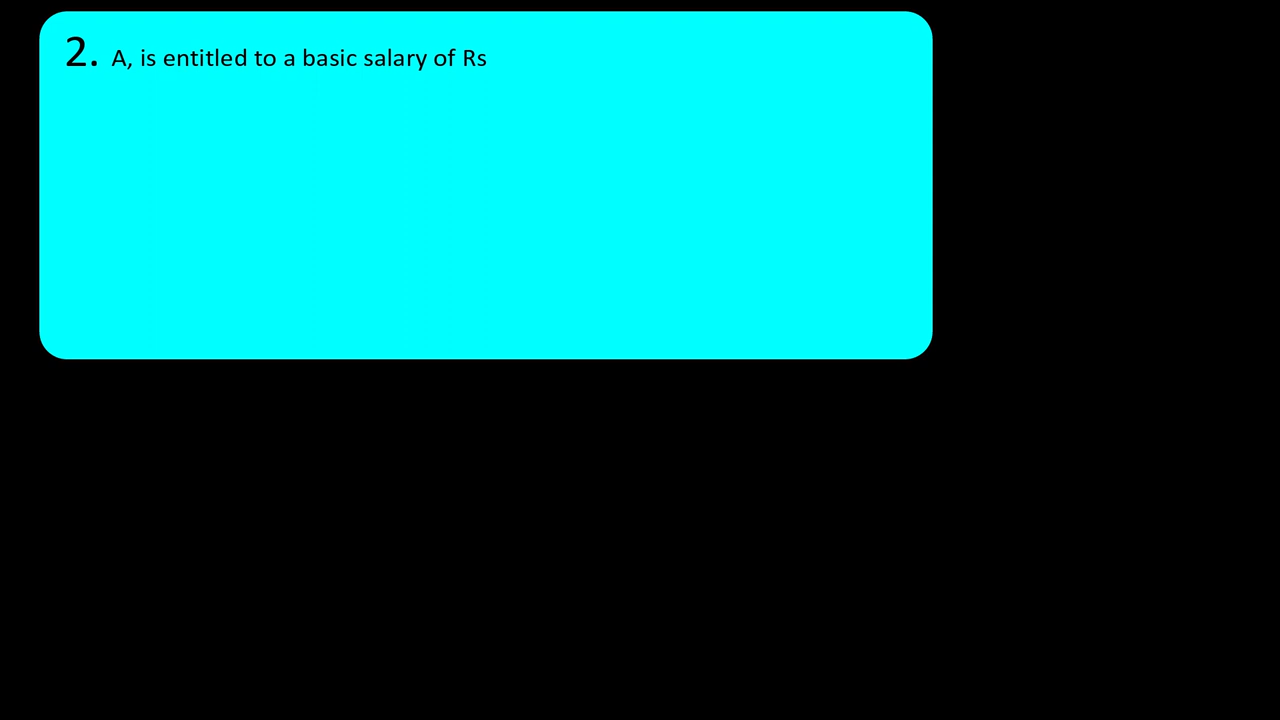 2. A, is entitled to a basic salary of Rs